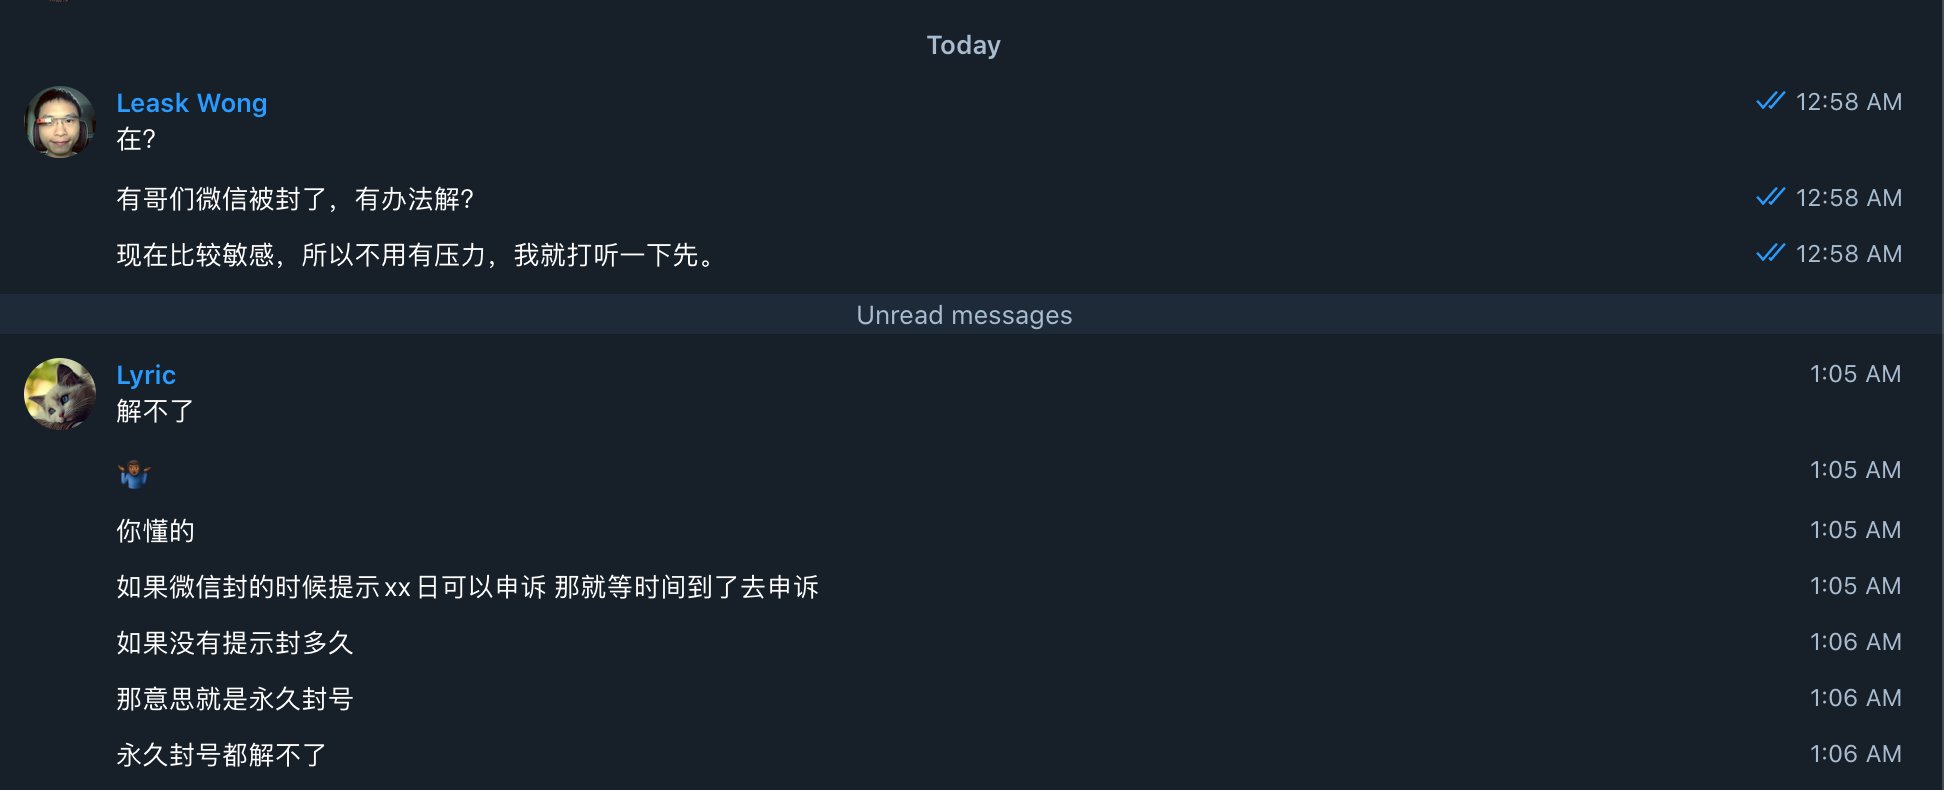 Today
Leask Wong
12:58 AM
在?
有哥们微信被封了，有办法解?
12:58 AM
现在比较敏感，所以不用有压力，我就打听一下先。
12:58 AM
Unread messages
Lyric
1:05 AM
解不了
🤷🏾‍♂️
1:05 AM
你懂的
1:05 AM
如果微信封的时候提示xx日可以申诉 那就等时间到了去申诉
1:05 AM
如果没有提示封多久
1:06 AM
那意思就是永久封号
1:06 AM
永久封号都解不了
1:06 AM